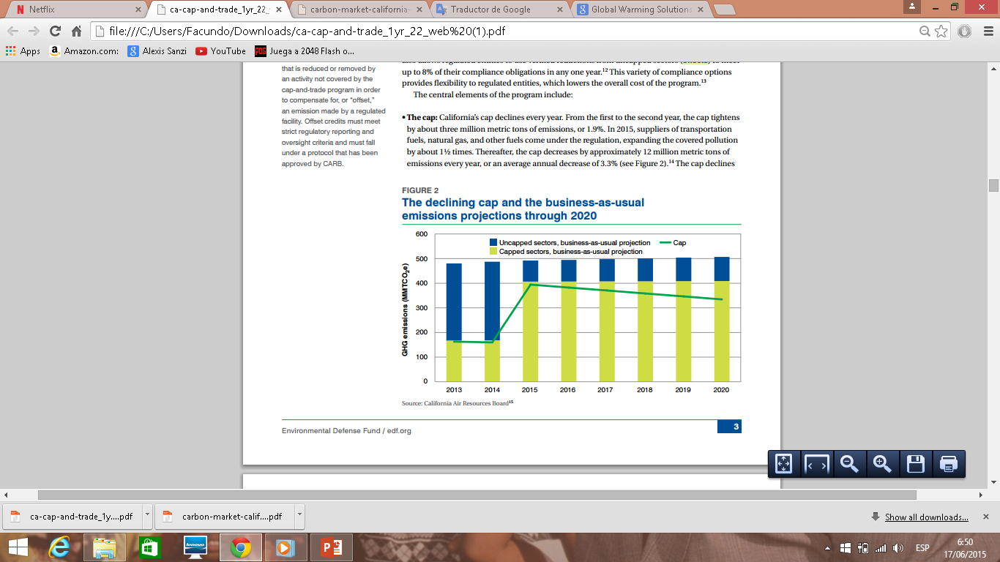 Netflix
ca-cap-and-trade_1yr_22_
carbon-market-california-
Traductor de Google
Global Warming Solutions
file:///C:/Users/Facundo/Downloads/ca-cap-and-trade_1yr_22_web%20(1).pdf
Apps
Amazon.com:
Alexis Sanzi
YouTube
Juega a 2048 Flash o...
that is reduced or removed by
an activity not covered by the
cap-and-trade program in order
to compensate for, or "offset,"
an emission made by a regulated
facility. Offset credits must meet
strict regulatory reporting and
oversight criteria and must fall
under a protocol that has been
approved by CARB.
up to 8% of their compliance obligations in any one year.12 This variety of compliance options
provides flexibility to regulated entities, which lowers the overall cost of the program.13
The central elements of the program include:
• The cap: California's cap declines every year. From the first to the second year, the cap tightens
by about three million metric tons of emissions, or 1.9%. In 2015, suppliers of transportation
fuels, natural gas, and other fuels come under the regulation, expanding the covered pollution
by about 1½ times. Thereafter, the cap decreases by approximately 12 million metric tons of
emissions every year, or an average annual decrease of 3.3% (see Figure 2).14 The cap declines
FIGURE 2
The declining cap and the business-as-usual
emissions projections through 2020
GHG emissions (MMTCO2e)
600
500
400
300
200
100
0
Uncapped sectors, business-as-usual projection
Cap
Capped sectors, business-as-usual projection
2013 2014 2015 2016 2017 2018 2019 2020
Source: California Air Resources Board15
Environmental Defense Fund / edf.org
3
ca-cap-and-trade_1y....pdf
carbon-market-calif....pdf
Show all downloads...
lenovo
ESP
6:50
17/06/2015